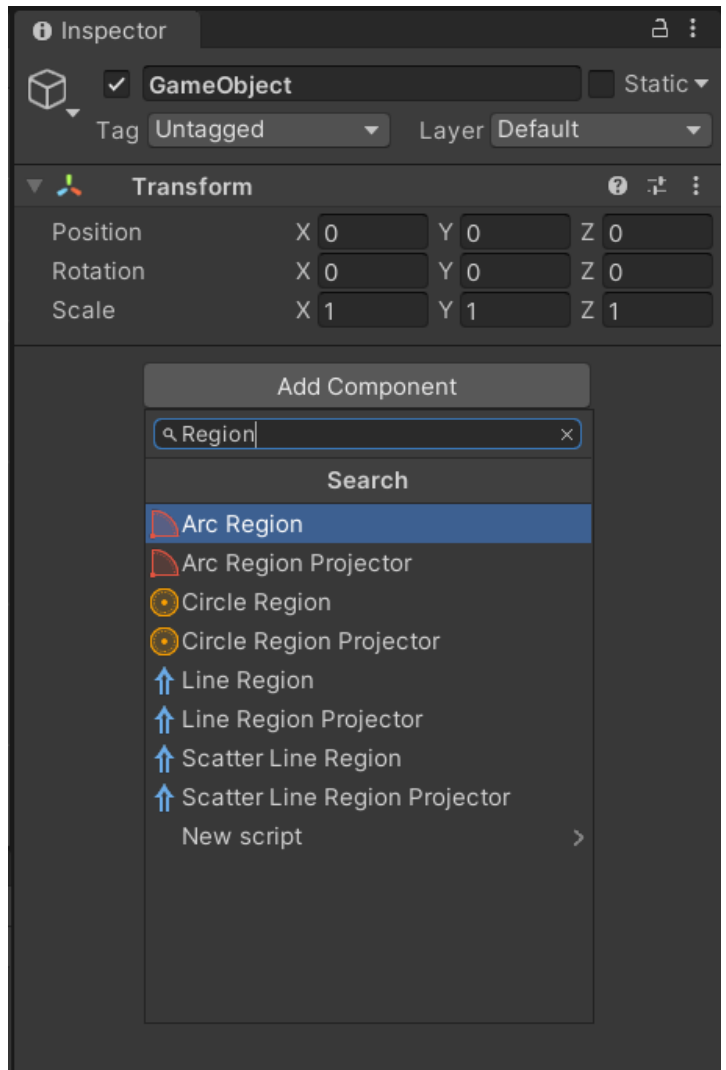 Inspector
GameObject Static
Tag Untagged Layer Default
Transform
Position X 0 Y 0 Z 0
Rotation X 0 Y 0 Z 0
Scale X 1 Y 1 Z 1
Add Component
Region
Search
Arc Region
Arc Region Projector
Circle Region
Circle Region Projector
Line Region
Line Region Projector
Scatter Line Region
Scatter Line Region Projector
New script